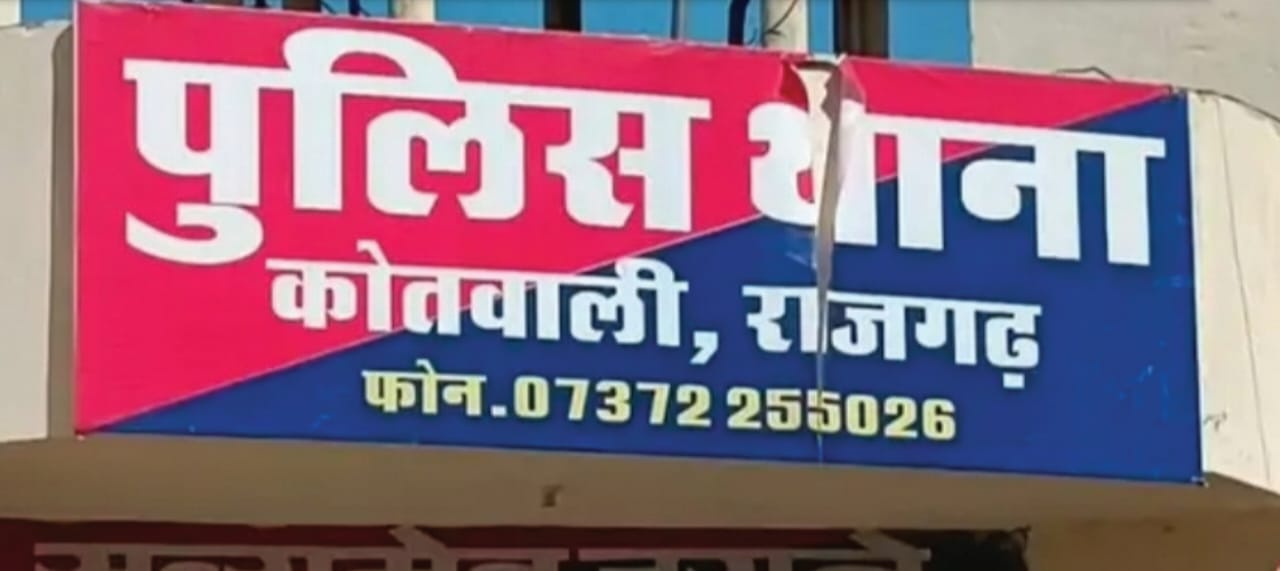 पुलिस थाना
कोतवाली, राजगढ़
फोन.07372 255026